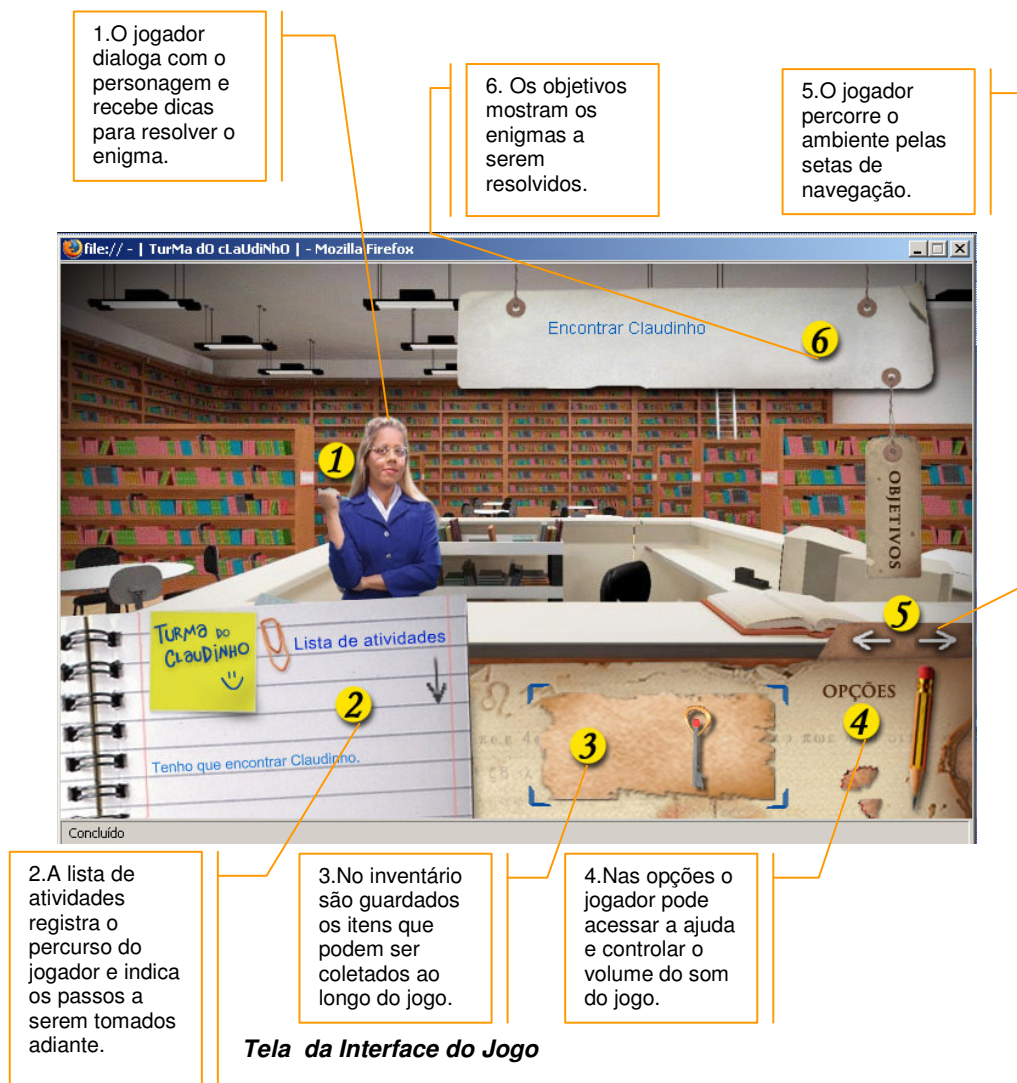 1.O jogador
dialoga com o
personagem e
recebe dicas
para resolver o
enigma.
6. Os objetivos
mostram os
enigmas a
serem
resolvidos.
5.O jogador
percorre o
ambiente pelas
setas de
navegação.
file:// - | TurMa dO cLaUdiNhO | - Mozilla Firefox
Encontrar Claudinho
6
1
OBJETIVOS
5
TURMa DO
CLaUDiNHO
Lista de atividades
2
Tenho que encontrar Claudinho.
3
OPÇÕES
4
Concluído
2.A lista de
atividades
registra o
percurso do
jogador e indica
os passos a
serem tomados
adiante.
3.No inventário
são guardados
os itens que
podem ser
coletados ao
longo do jogo.
4.Nas opções o
jogador pode
acessar a ajuda
e controlar o
volume do som
do jogo.
Tela da Interface do Jogo